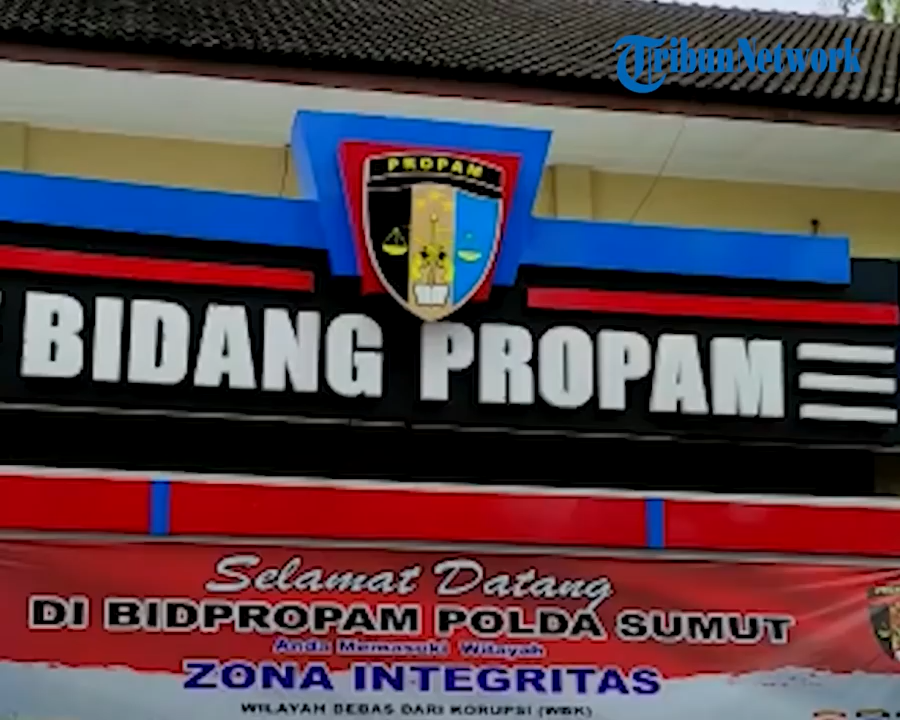 TribunNetwork
PROPAM
BIDANG PROPAM
Selamat Datang
DI BIDPROPAM POLDA SUMUT
Anda Memasuki Wilayah
ZONA INTEGRITAS
WILAYAH BEBAS DARI KORUPSI (WBK)